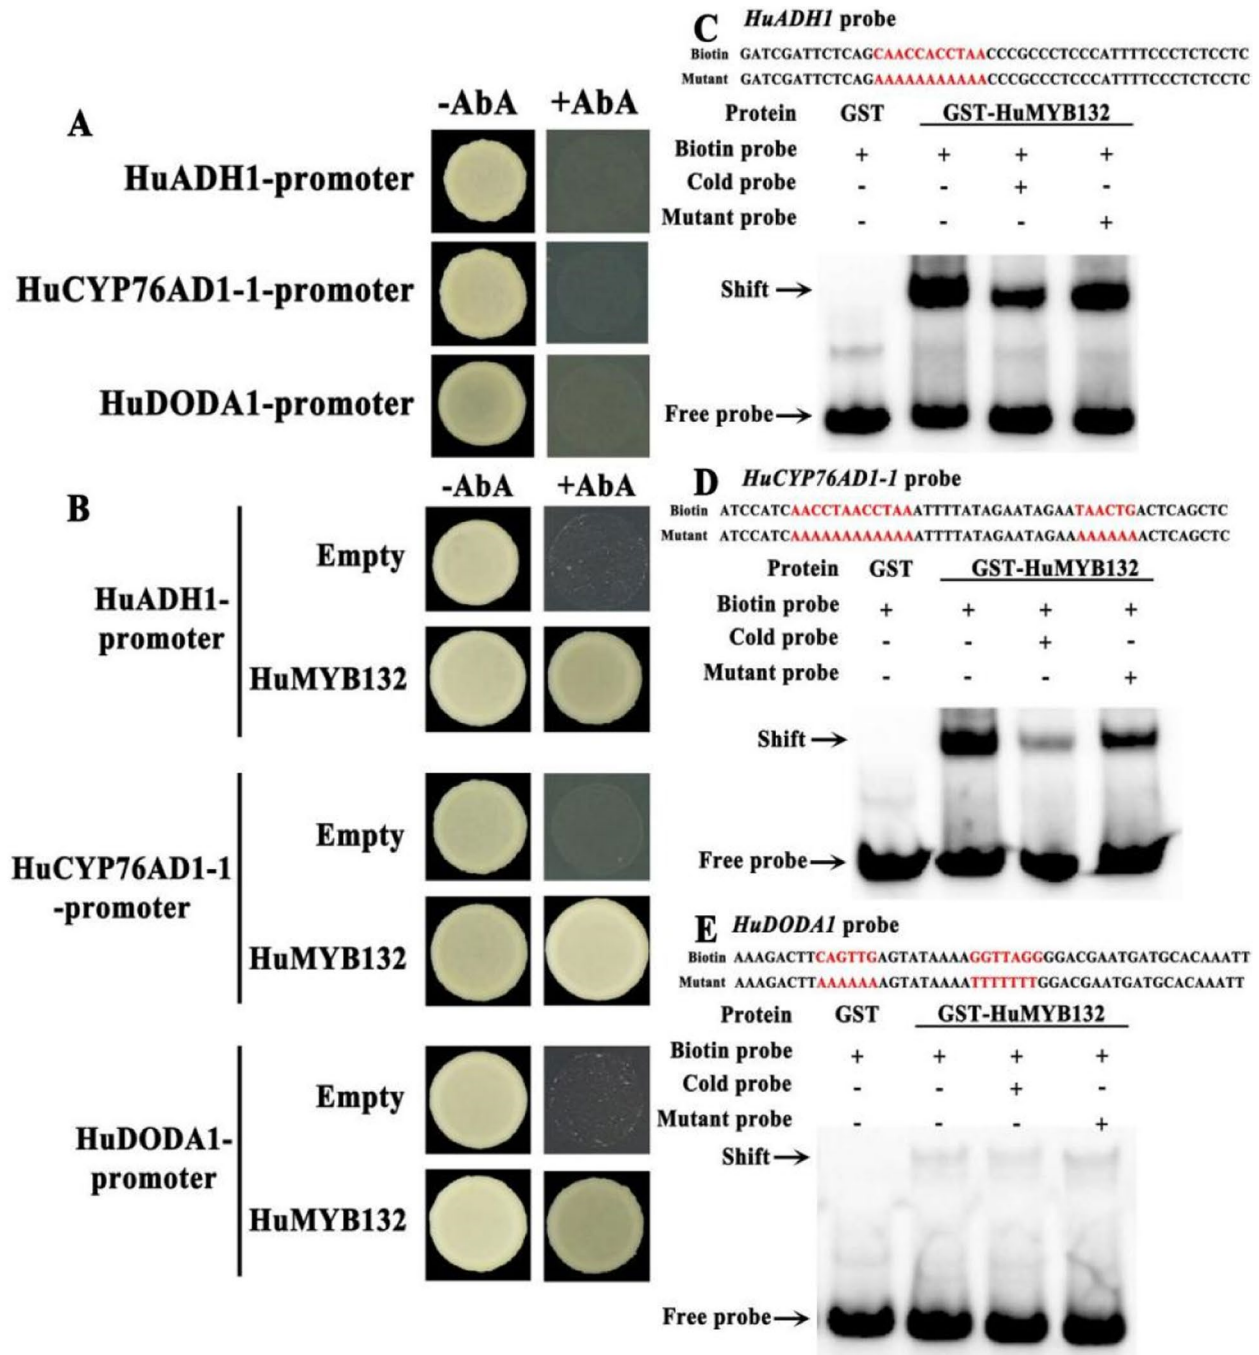 A
-AbA +AbA
HuADH1-promoter
HuCYP76AD1-1-promoter
HuDODA1-promoter
B
-AbA +AbA
HuADH1-
promoter
Empty
HuMYB132
HuCYP76AD1-1
-promoter
Empty
HuMYB132
HuDODA1-
promoter
Empty
HuMYB132
C HuADH1 probe
Biotin GATCGATTCTCAGCAACCACCTAACCCGCCCTCCCATTTTCCCTCTCCTC
Mutant GATCGATTCTCAGAAAAAAAAAAACCCGCCCTCCCATTTTCCCTCTCCTC
Protein GST GST-HuMYB132
Biotin probe + + + +
Cold probe - - + -
Mutant probe - - - +
Shift
Free probe
D HuCYP76AD1-1 probe
Biotin ATCCATCAACCTAACCTAAATTTTATAGAATAGAATAACTGACTCAGCTC
Mutant ATCCATCAAAAAAAAAAAAATTTTATAGAATAGAAAAAAAAACTCAGCTC
Protein GST GST-HuMYB132
Biotin probe + + + +
Cold probe - - + -
Mutant probe - - - +
Shift
Free probe
E HuDODA1 probe
Biotin AAAGACTTCAGTTGAGTATAAAAGGTTAGGGGACGAATGATGCACAAATT
Mutant AAAGACTTAAAAAAAGTATAAAATTTTTTTGGACGAATGATGCACAAATT
Protein GST GST-HuMYB132
Biotin probe + + + +
Cold probe - - + -
Mutant probe - - - +
Shift
Free probe